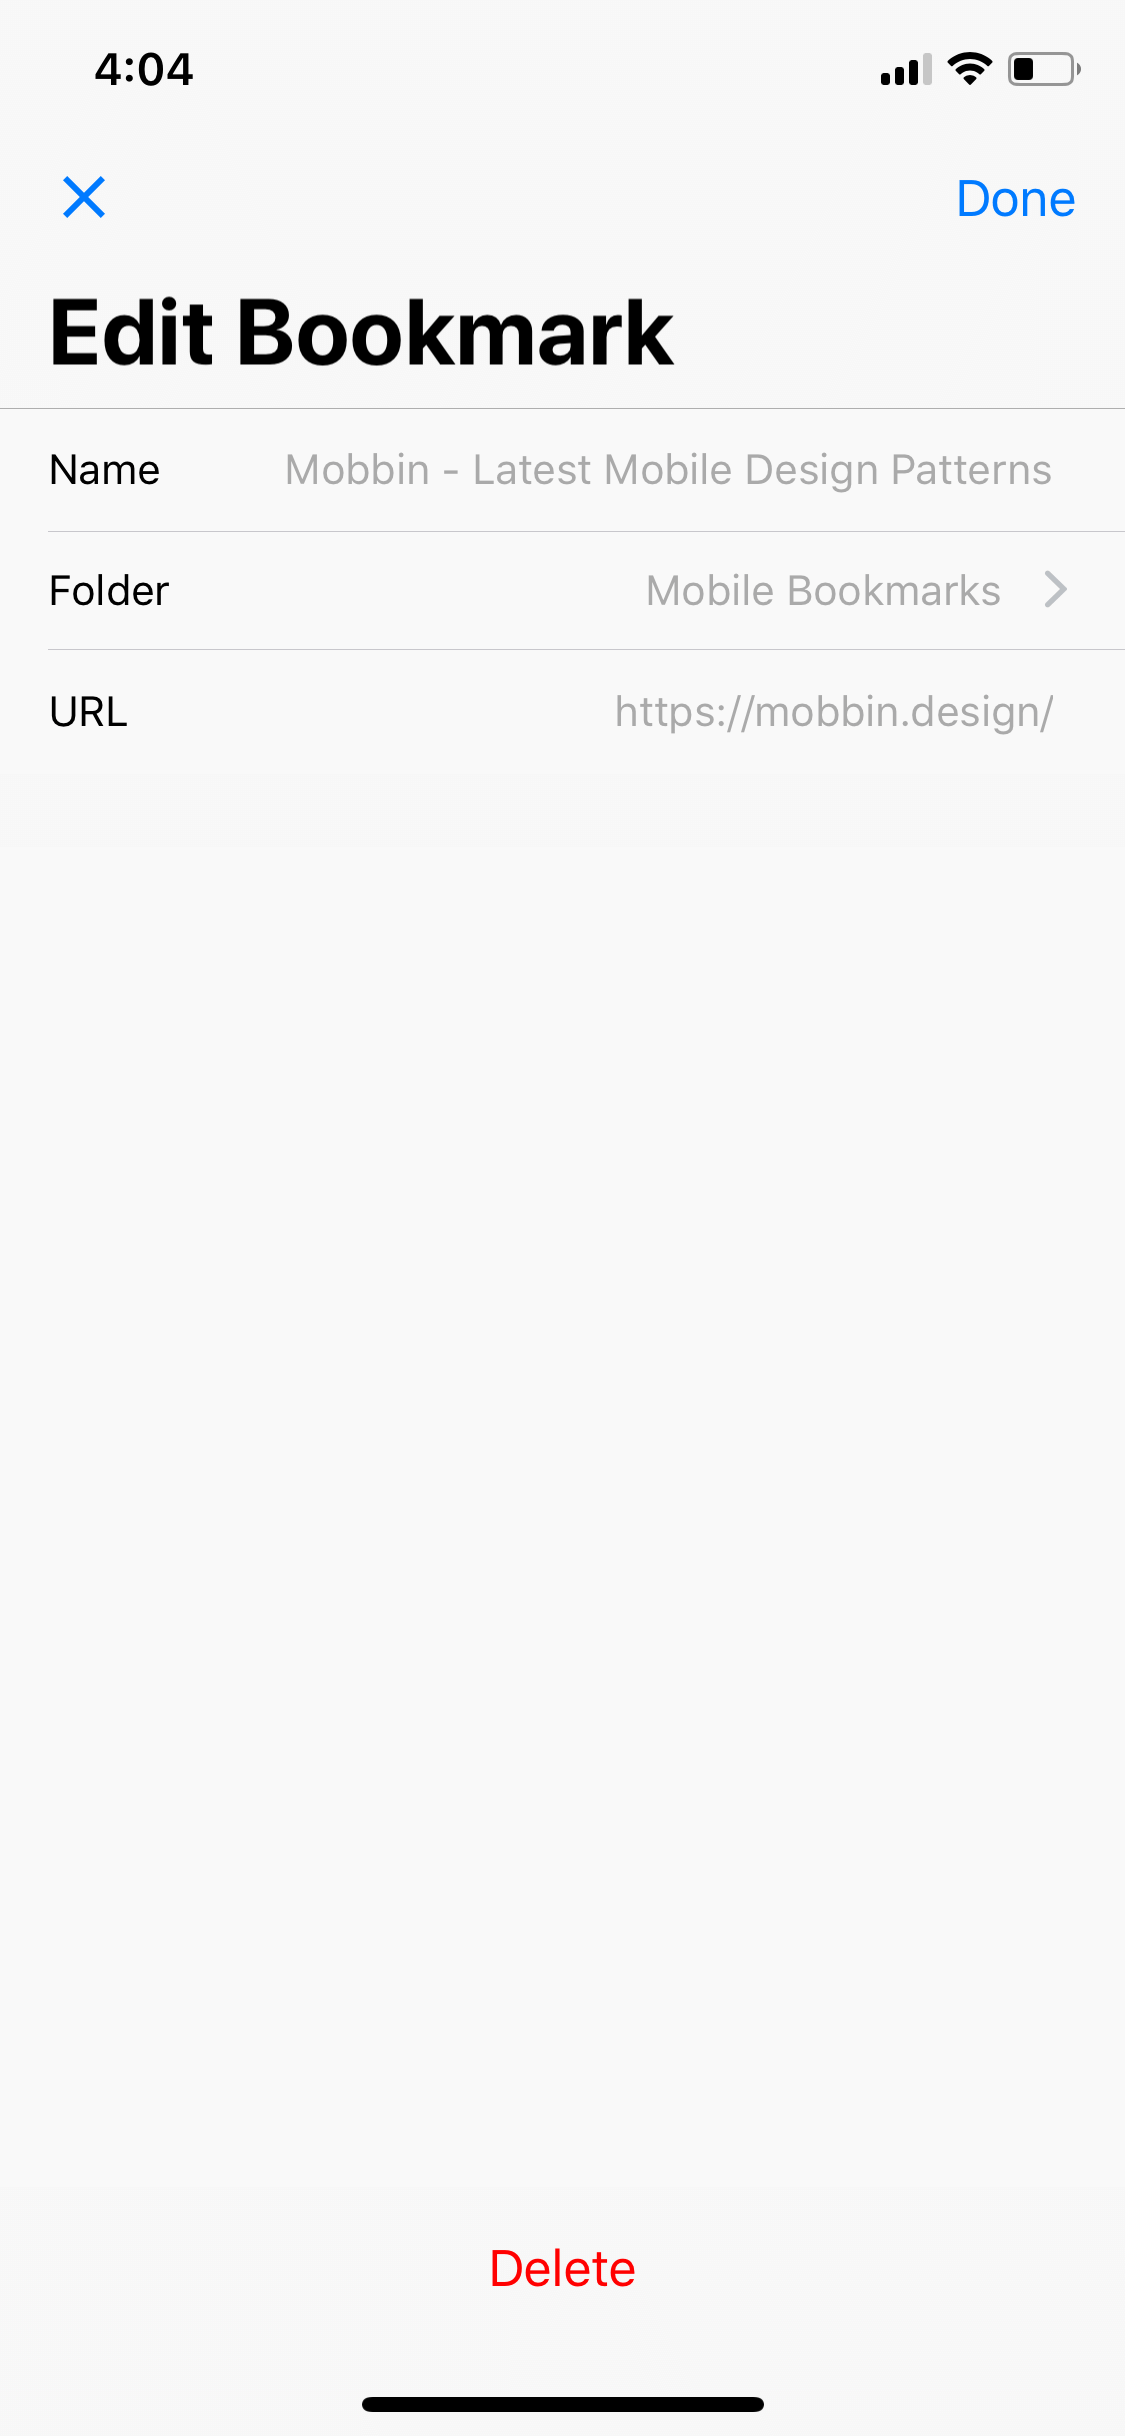 4:04
Done
Edit Bookmark
Name Mobbin - Latest Mobile Design Patterns
Folder Mobile Bookmarks
URL https://mobbin.design/
Delete